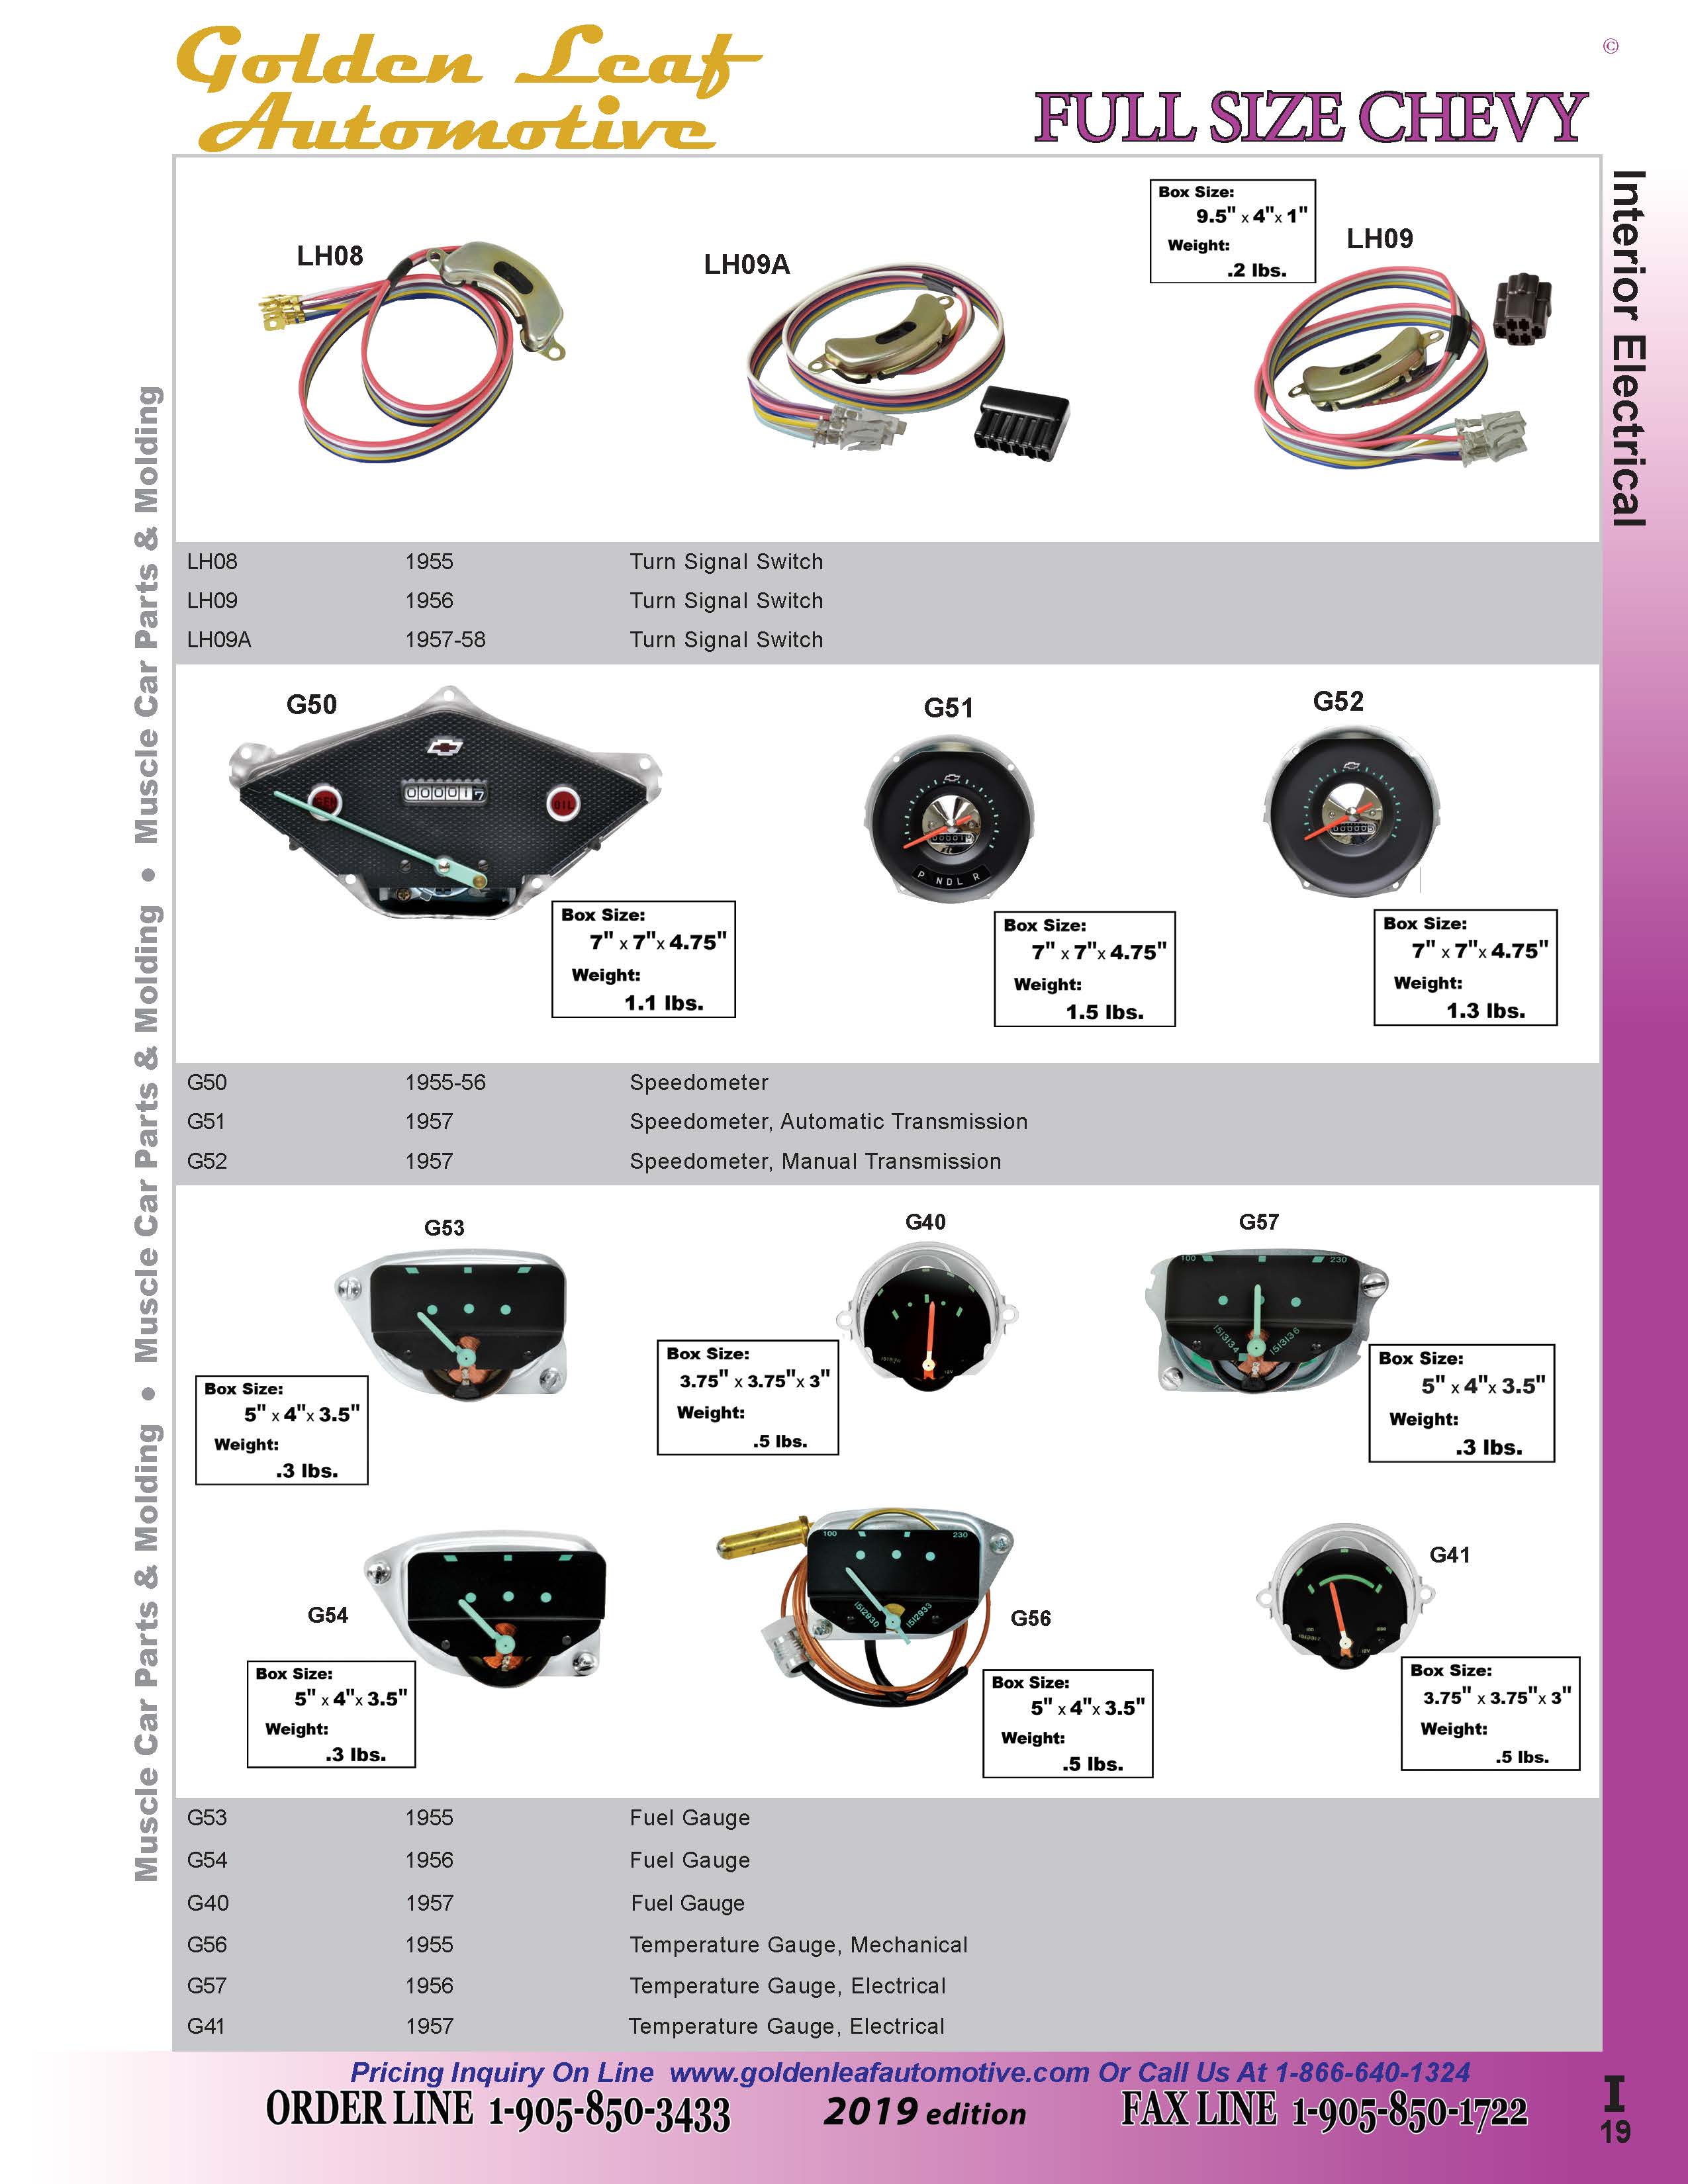 Golden Leaf
Automotive
©
FULL SIZE CHEVY
Interior Electrical
Muscle Car Parts & Molding • Muscle Car Parts & Molding • Muscle Car Parts & Molding
LH08
LH09A
Box Size:
9.5" x 4"x 1"
Weight:
.2 lbs.
LH09
LH08 1955 Turn Signal Switch
LH09 1956 Turn Signal Switch
LH09A 1957-58 Turn Signal Switch
G50
OIL
Box Size:
7" x 7"x 4.75"
Weight:
1.1 lbs.
G51
P NDL R
Box Size:
7" x 7"x 4.75"
Weight:
1.5 lbs.
G52
Box Size:
7" x 7"x 4.75"
Weight:
1.3 lbs.
G50 1955-56 Speedometer
G51 1957 Speedometer, Automatic Transmission
G52 1957 Speedometer, Manual Transmission
G53
Box Size:
5" x 4"x 3.5"
Weight:
.3 lbs.
G40
Box Size:
3.75" x 3.75"x 3"
Weight:
.5 lbs.
G57
100 230
1513134 1513136
Box Size:
5" x 4"x 3.5"
Weight:
.3 lbs.
G54
Box Size:
5" x 4"x 3.5"
Weight:
.3 lbs.
100 230
1512930 1512933
G56
Box Size:
5" x 4"x 3.5"
Weight:
.5 lbs.
G41
Box Size:
3.75" x 3.75"x 3"
Weight:
.5 lbs.
G53 1955 Fuel Gauge
G54 1956 Fuel Gauge
G40 1957 Fuel Gauge
G56 1955 Temperature Gauge, Mechanical
G57 1956 Temperature Gauge, Electrical
G41 1957 Temperature Gauge, Electrical
Pricing Inquiry On Line www.goldenleafautomotive.com Or Call Us At 1-866-640-1324
ORDER LINE 1-905-850-3433 2019 edition FAX LINE 1-905-850-1722
I
19